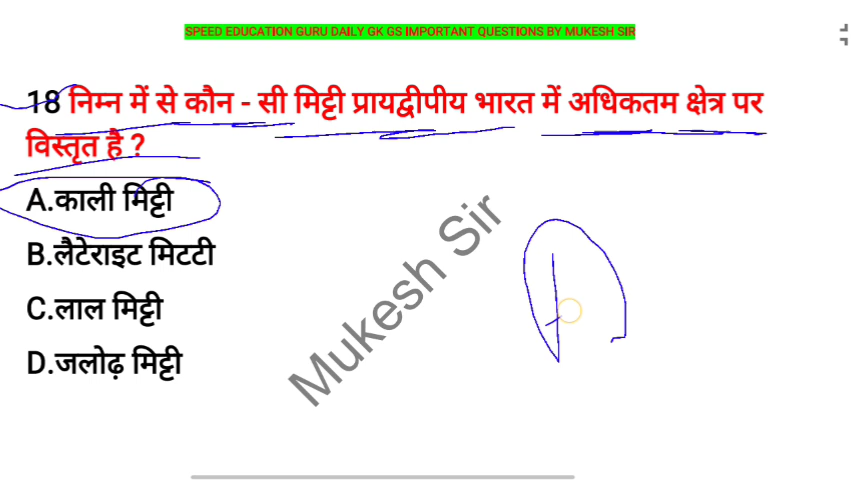 SPEED EDUCATION GURU DAILY GK GS IMPORTANT QUESTIONS BY MUKESH SIR
18 निम्न में से कौन - सी मिट्टी प्रायद्वीपीय भारत में अधिकतम क्षेत्र पर
विस्तृत है ?
A.काली मिट्टी
B.लैटेराइट मिटटी
C.लाल मिट्टी
D.जलोढ़ मिट्टी
Mukesh Sir